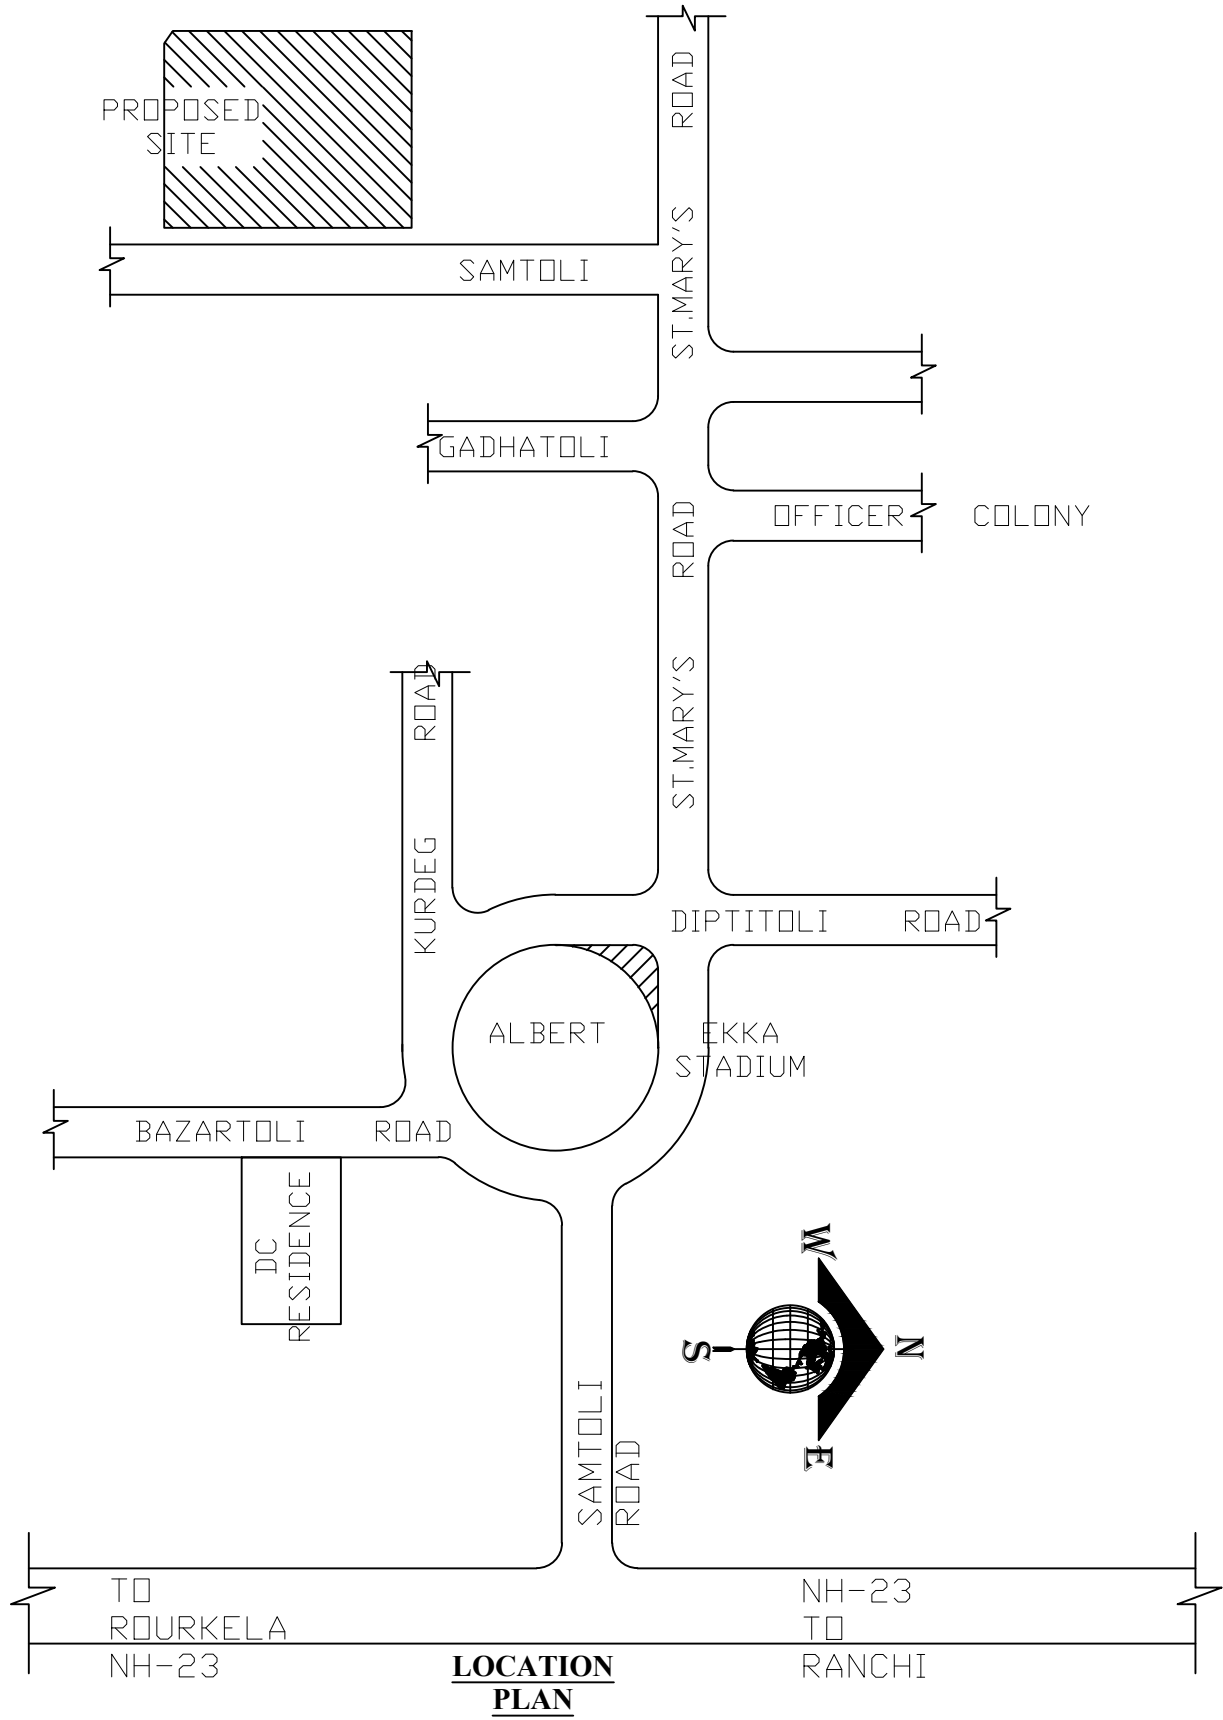 ROAD
PROPOSED
SITE
ST.MARY'S
SAMTOLI
GADHATOLI
ROAD
OFFICER COLONY
ROAD
ST.MARY'S
KURDEG
DIPTITOLI ROAD
ALBERT EKKA
STADIUM
BAZARTOLI ROAD
DC
RESIDENCE
W
N
S
E
SAMTOLI
ROAD
TO
ROURKELA
NH-23
NH-23
TO
RANCHI
LOCATION
PLAN